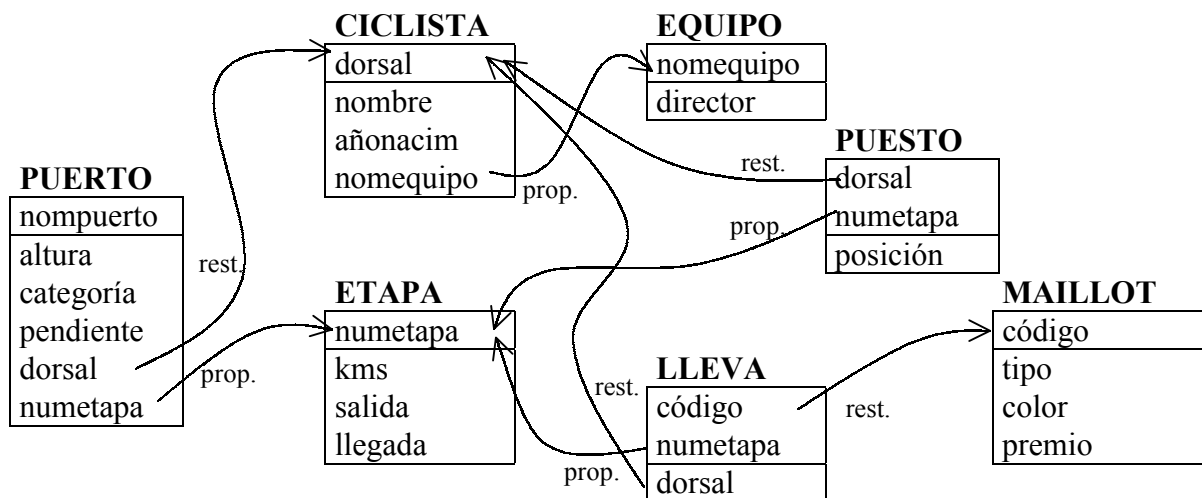 CICLISTA
dorsal
nombre
añonacim
nomequipo
EQUIPO
nomequipo
director
prop.
PUESTO
dorsal
numetapa
posición
rest.
prop.
PUERTO
nompuerto
altura
categoría
pendiente
dorsal
numetapa
rest.
prop.
ETAPA
numetapa
kms
salida
llegada
LLEVA
código
numetapa
dorsal
rest.
prop.
rest.
MAILLOT
código
tipo
color
premio